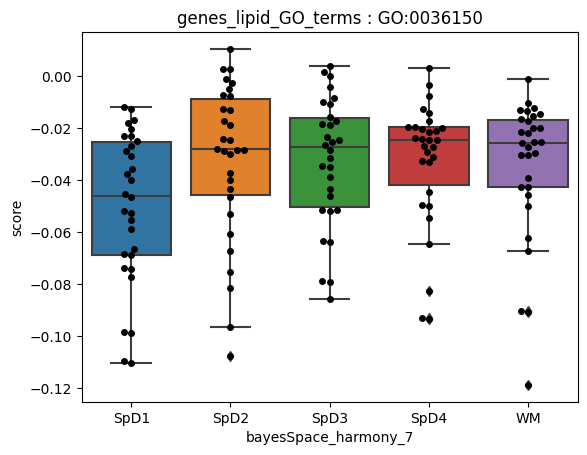 genes_lipid_GO_terms : GO:0036150
0.00
−0.02
−0.04
−0.06
−0.08
−0.10
−0.12
score
SpD1 SpD2 SpD3 SpD4 WM
bayesSpace_harmony_7